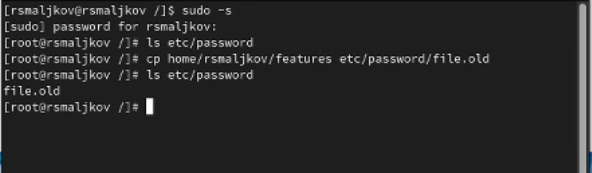 [rsmaljkov@rsmaljkov /]$ sudo -s
[sudo] password for rsmaljkov:
[root@rsmaljkov /]# ls etc/password
[root@rsmaljkov /]# cp home/rsmaljkov/features etc/password/file.old
[root@rsmaljkov /]# ls etc/password
file.old
[root@rsmaljkov /]#